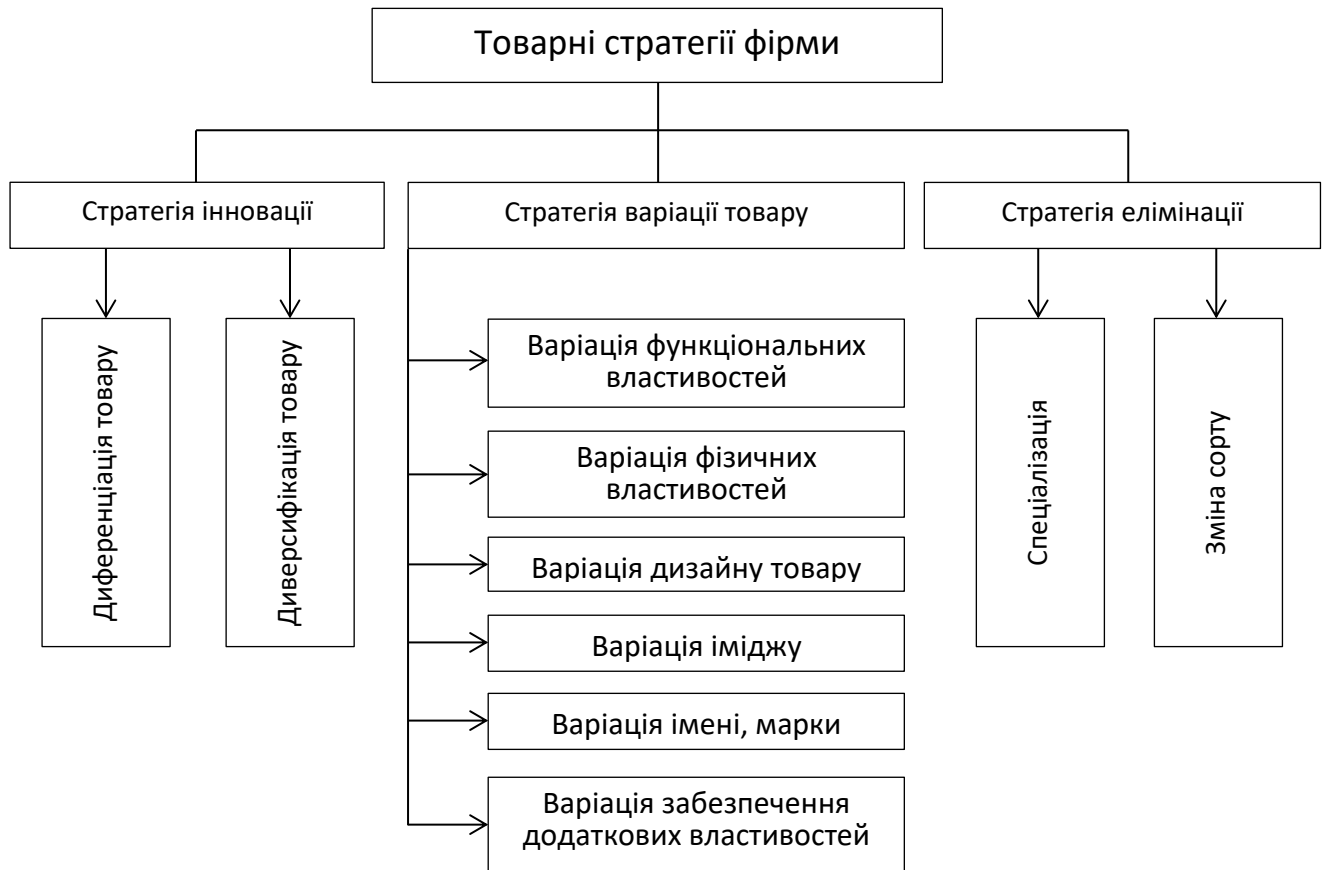 Товарні стратегії фірми
Стратегія інновації
Стратегія варіації товару
Стратегія елімінації
Диференціація товару
Диверсифікація товару
Варіація функціональних
властивостей
Варіація фізичних
властивостей
Варіація дизайну товару
Варіація іміджу
Варіація імені, марки
Варіація забезпечення
додаткових властивостей
Спеціалізація
Зміна сорту